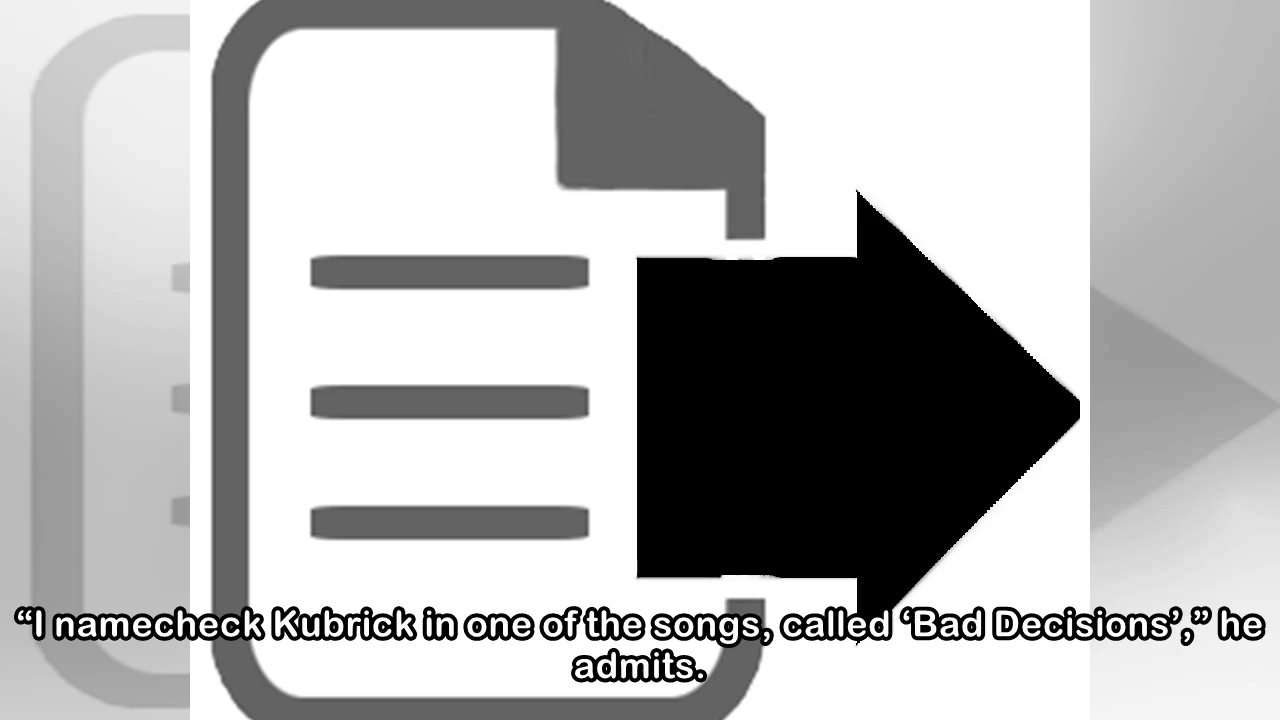 “I namecheck Kubrick in one of the songs, called ‘Bad Decisions’,” he
admits.